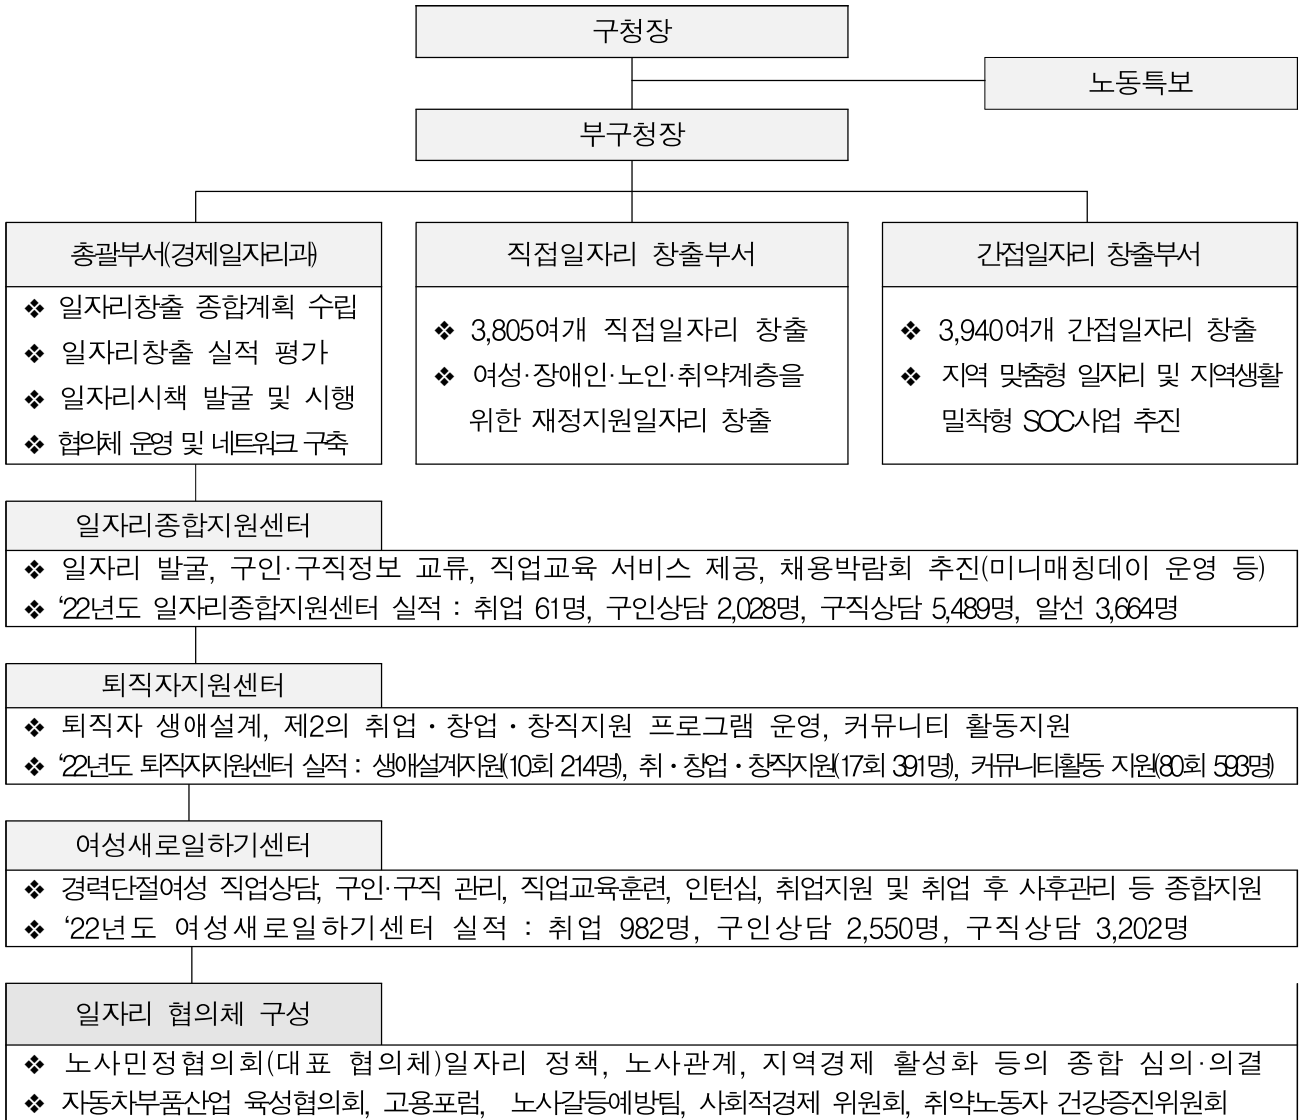 구청장
노동특보
부구청장
총괄부서(경제일자리과)
❖ 일자리창출 종합계획 수립
❖ 일자리창출 실적 평가
❖ 일자리시책 발굴 및 시행
❖ 협의체 운영 및 네트워크 구축
직접일자리 창출부서
❖ 3,805여개 직접일자리 창출
❖ 여성·장애인·노인·취약계층을
위한 재정지원일자리 창출
간접일자리 창출부서
❖ 3,940여개 간접일자리 창출
❖ 지역 맞춤형 일자리 및 지역생활
밀착형 SOC사업 추진
일자리종합지원센터
❖ 일자리 발굴, 구인·구직정보 교류, 직업교육 서비스 제공, 채용박람회 추진(미니매칭데이 운영 등)
❖ ‘22년도 일자리종합지원센터 실적 : 취업 61명, 구인상담 2,028명, 구직상담 5,489명, 알선 3,664명
퇴직자지원센터
❖ 퇴직자 생애설계, 제2의 취업・창업・창직지원 프로그램 운영, 커뮤니티 활동지원
❖ ‘22년도 퇴직자지원센터 실적 : 생애설계지원(10회 214명), 취・창업・창직지원(17회 391명), 커뮤니티활동 지원(80회 593명)
여성새로일하기센터
❖ 경력단절여성 직업상담, 구인·구직 관리, 직업교육훈련, 인턴십, 취업지원 및 취업 후 사후관리 등 종합지원
❖ ‘22년도 여성새로일하기센터 실적 : 취업 982명, 구인상담 2,550명, 구직상담 3,202명
일자리 협의체 구성
❖ 노사민정협의회(대표 협의체)일자리 정책, 노사관계, 지역경제 활성화 등의 종합 심의·의결
❖ 자동차부품산업 육성협의회, 고용포럼, 노사갈등예방팀, 사회적경제 위원회, 취약노동자 건강증진위원회